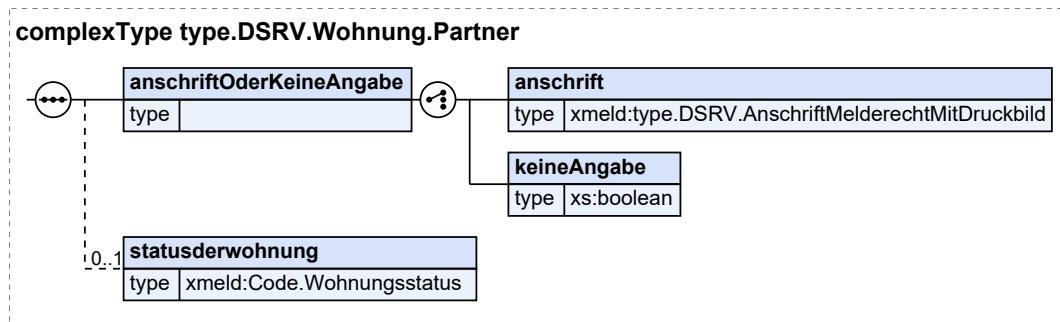 complexType type.DSRV.Wohnung.Partner
anschriftOderKeineAngabe
type
anschrift
type xmeld:type.DSRV.AnschriftMelderechtMitDruckbild
keineAngabe
type xs:boolean
0..1
statusderwohnung
type xmeld:Code.Wohnungsstatus